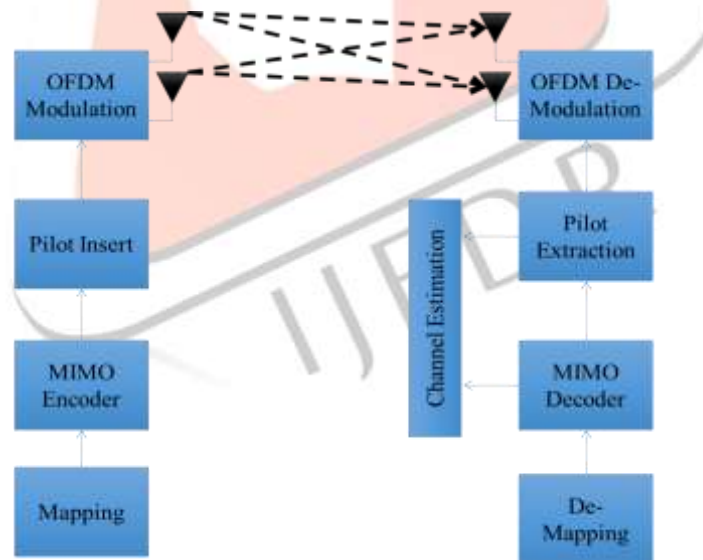 OFDM
Modulation
OFDM De-
Modulation
Pilot Insert
Channel Estimation
Pilot
Extraction
MIMO
Encoder
MIMO
Decoder
Mapping
De-
Mapping
IJEDR